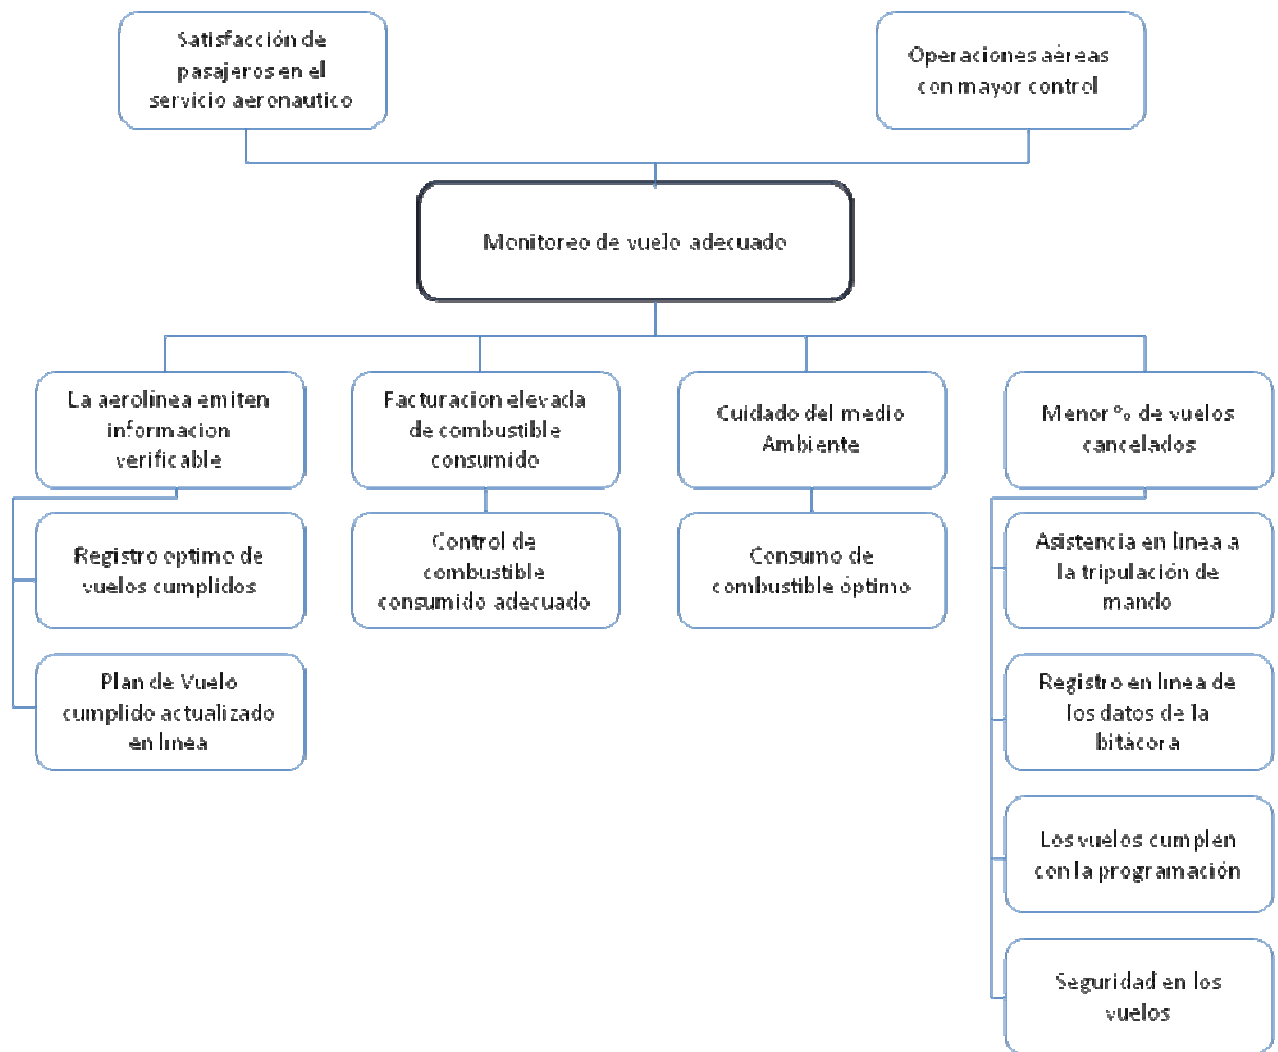 Satisfacción de
pasajeros en el
servicio aeronautico
Operaciones aéreas
con mayor control
Monitoreo de vuelo adecuado
La aerolinea emiten
informacion
verificable
Facturacion elevada
de combustible
consumido
Cuidado del medio
Ambiente
Menor % de vuelos
cancelados
Registro optimo de
vuelos cumplidos
Control de
combustible
consumido adecuado
Consumo de
combustible óptimo
Asistencia en linea a
la tripulación de
mando
Plan de Vuelo
cumplido actualizado
en linea
Registro en linea de
los datos de la
bitácora
Los vuelos cumplen
con la programación
Seguridad en los
vuelos